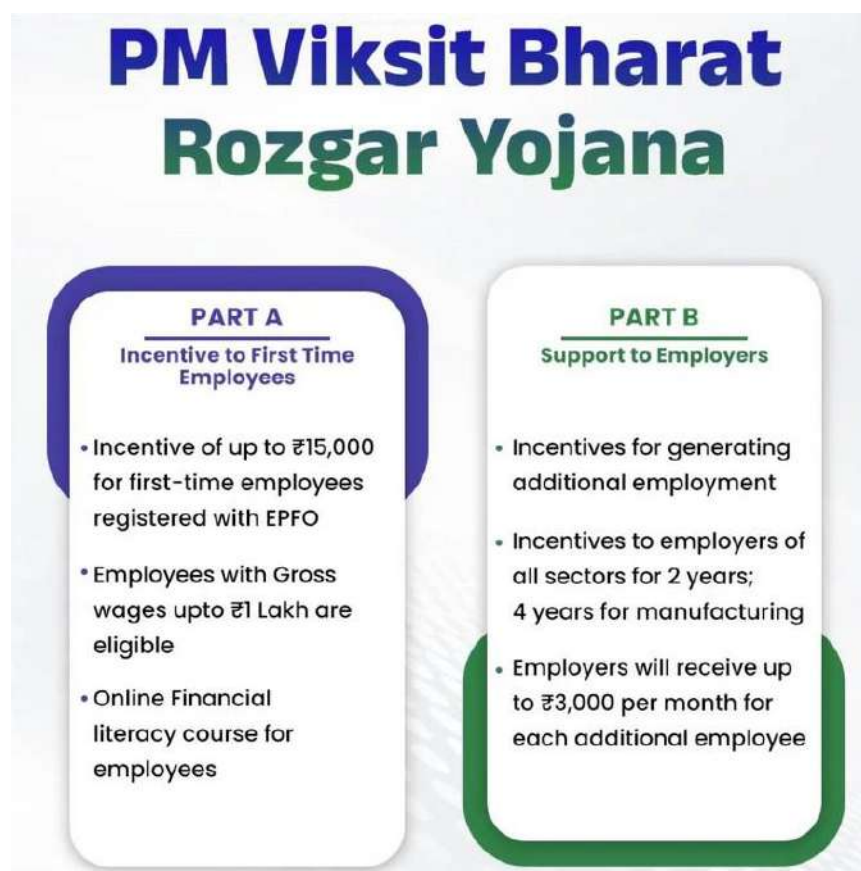 PM Viksit Bharat
Rozgar Yojana
PART A
Incentive to First Time
Employees
• Incentive of up to ₹15,000
for first-time employees
registered with EPFO
• Employees with Gross
wages upto ₹1 Lakh are
eligible
• Online Financial
literacy course for
employees
PART B
Support to Employers
• Incentives for generating
additional employment
• Incentives to employers of
all sectors for 2 years;
4 years for manufacturing
• Employers will receive up
to ₹3,000 per month for
each additional employee